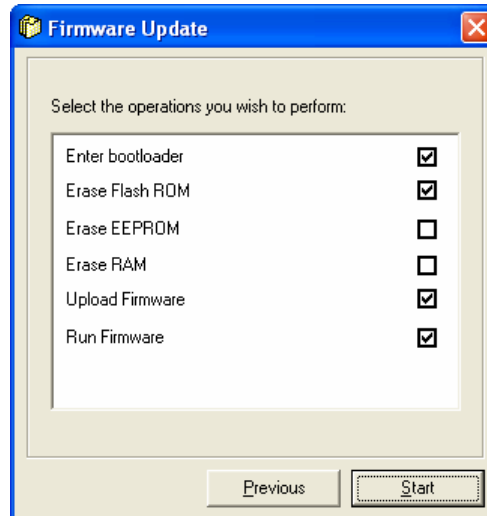 Firmware Update
Select the operations you wish to perform:
Enter bootloader
Erase Flash ROM
Erase EEPROM
Erase RAM
Upload Firmware
Run Firmware
Previous Start